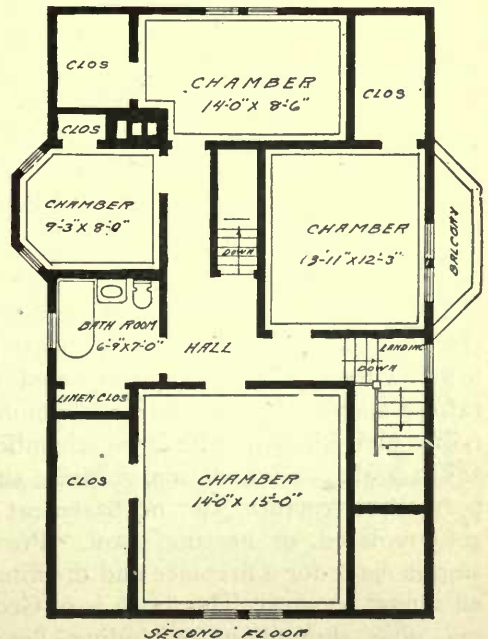 CLOS
CHAMBER
14'-0" X 8'-6"
CLOS
CLOS
CHAMBER
9'-3" X 8'-0"
DOWN
CHAMBER
13-11" X 12'-3"
BALCONY
BATH ROOM
6'-9" X 7'-0"
HALL
LANDING
DOWN
LINEN CLOS
CLOS
CHAMBER
14'-0" X 15'-0"
SECOND FLOOR